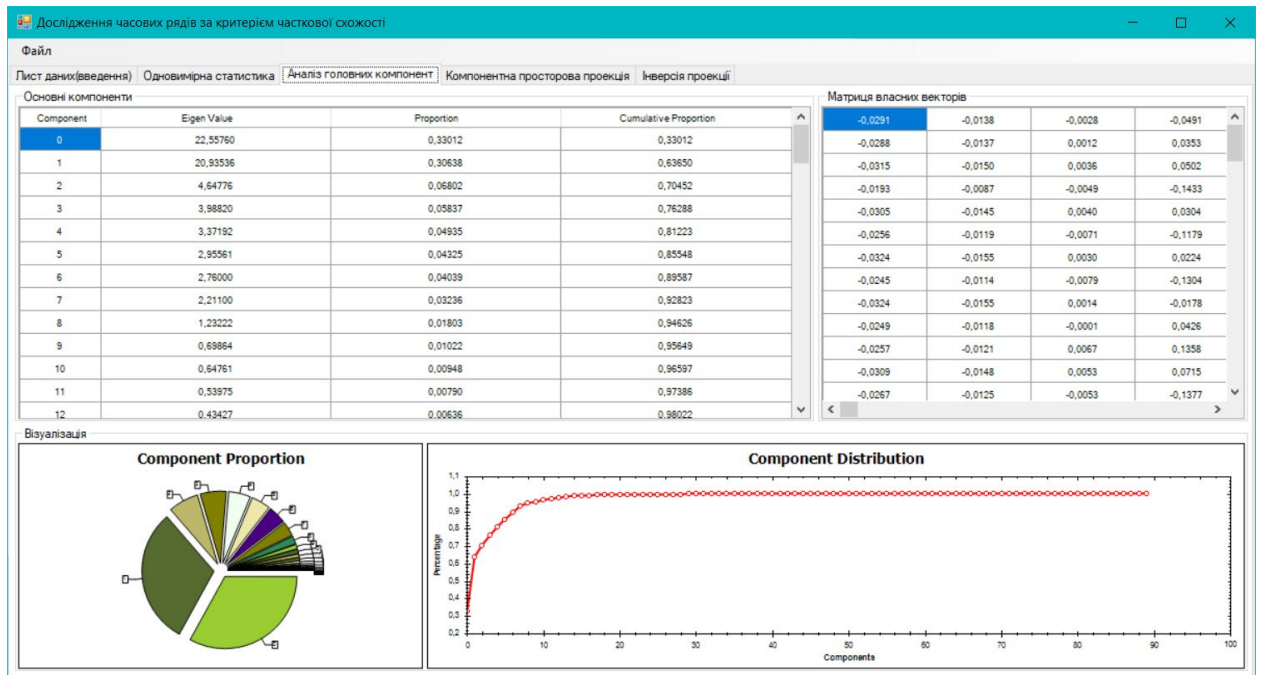 Дослідження часових рядів за критерієм часткової схожості
Файл
Лист даних(введення) Одновимірна статистика Аналіз головних компонент Компонентна просторова проекція Інверсія проекції
Основні компоненти
Component Eigen Value Proportion Cumulative Proportion
0 22,55760 0,33012 0,33012
1 20,93536 0,30638 0,63650
2 4,64776 0,06802 0,70452
3 3,98820 0,05837 0,76288
4 3,37192 0,04935 0,81223
5 2,95561 0,04325 0,85548
6 2,76000 0,04039 0,89587
7 2,21100 0,03236 0,92823
8 1,23222 0,01803 0,94626
9 0,69864 0,01022 0,95649
10 0,64761 0,00948 0,96597
11 0,53975 0,00790 0,97386
12 0,43427 0,00636 0,98022
Матриця власних векторів
-0,0291 -0,0138 -0,0028 -0,0491
-0,0288 -0,0137 0,0012 0,0353
-0,0315 -0,0150 0,0036 0,0502
-0,0193 -0,0087 -0,0049 -0,1433
-0,0305 -0,0145 0,0040 0,0304
-0,0256 -0,0119 -0,0071 -0,1179
-0,0324 -0,0155 0,0030 0,0224
-0,0245 -0,0114 -0,0079 -0,1304
-0,0324 -0,0155 0,0014 -0,0178
-0,0249 -0,0118 -0,0001 0,0426
-0,0257 -0,0121 0,0067 0,1358
-0,0309 -0,0148 0,0053 0,0715
-0,0267 -0,0125 -0,0053 -0,1377
Візуалізація
Component Proportion
Component Distribution
Percentage
1,1
1,0
0,9
0,8
0,7
0,6
0,5
0,4
0,3
0,2
0 10 20 30 40 50 60 70 80 90 100
Components